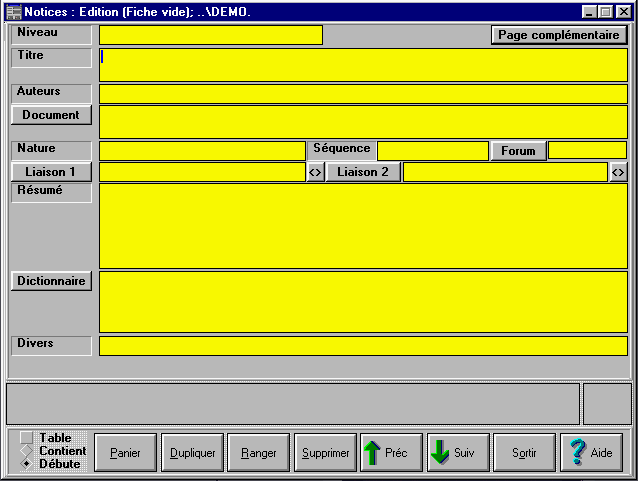 Notices : Edition (Fiche vide); ..\DEMO.
Niveau
Page complémentaire
Titre
Auteurs
Document
Nature Séquence Forum
Liaison 1 <> Liaison 2 <>
Résumé
Dictionnaire
Divers
Table
Contient
Débute
Panier Dupliquer Ranger Supprimer Préc Suiv Sortir ? Aide